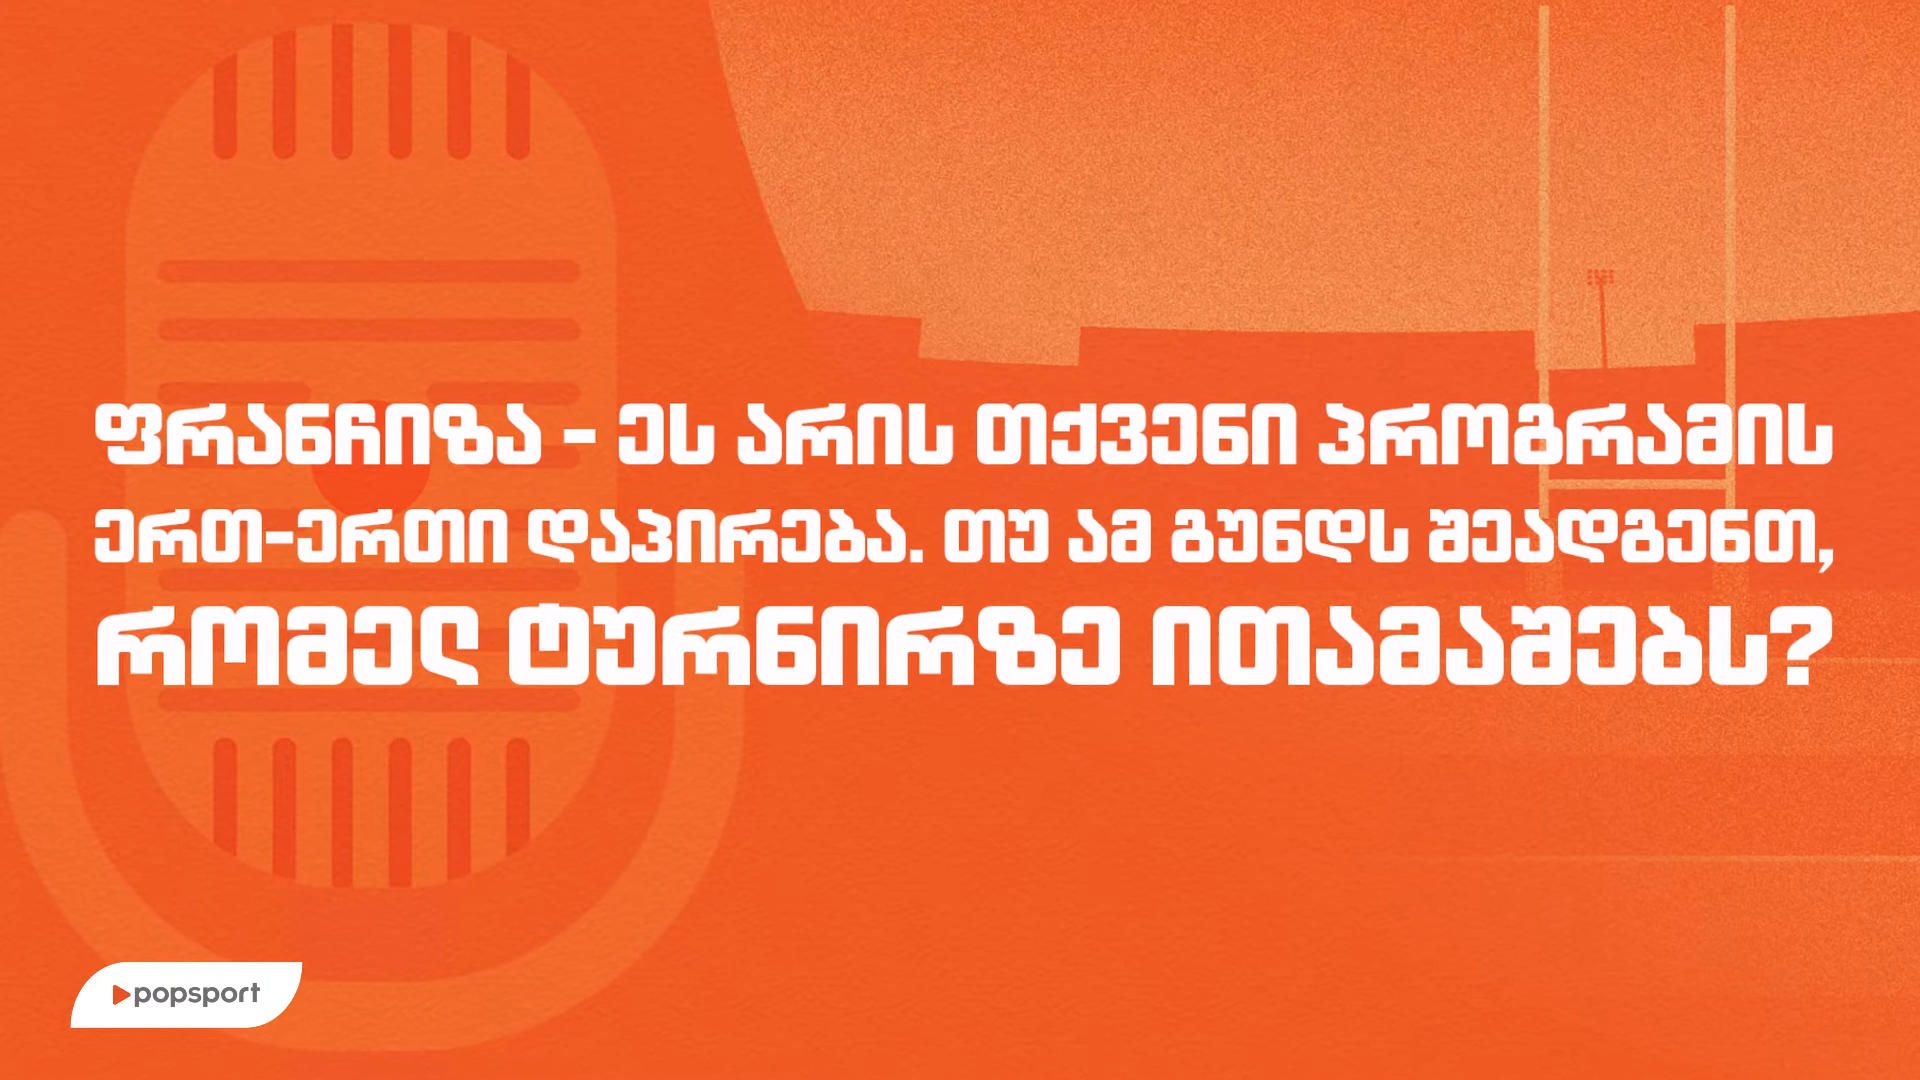 ფრანჩიზა - ეს არის თქვენი პროგრამის
ერთ-ერთი დაპირება. თუ ამ გუნდს შეადგენთ,
რომელ ტურნირზე ითამაშებს?
popsport